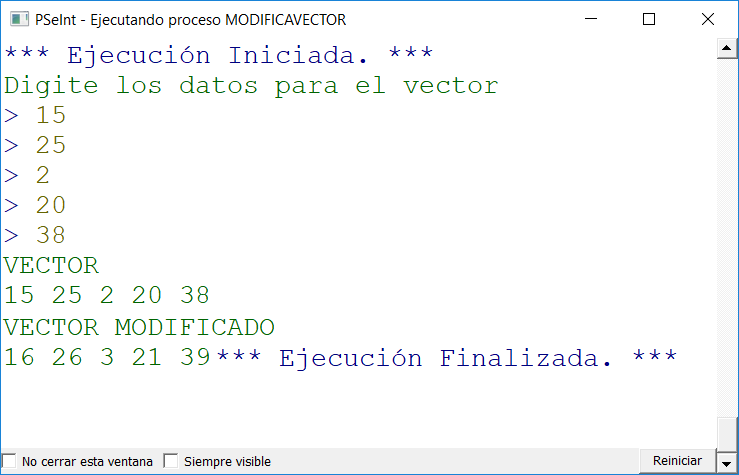 PSeInt - Ejecutando proceso MODIFICAVECTOR
*** Ejecución Iniciada. ***
Digite los datos para el vector
> 15
> 25
> 2
> 20
> 38
VECTOR
15 25 2 20 38
VECTOR MODIFICADO
16 26 3 21 39*** Ejecución Finalizada. ***
No cerrar esta ventana Siempre visible Reiniciar